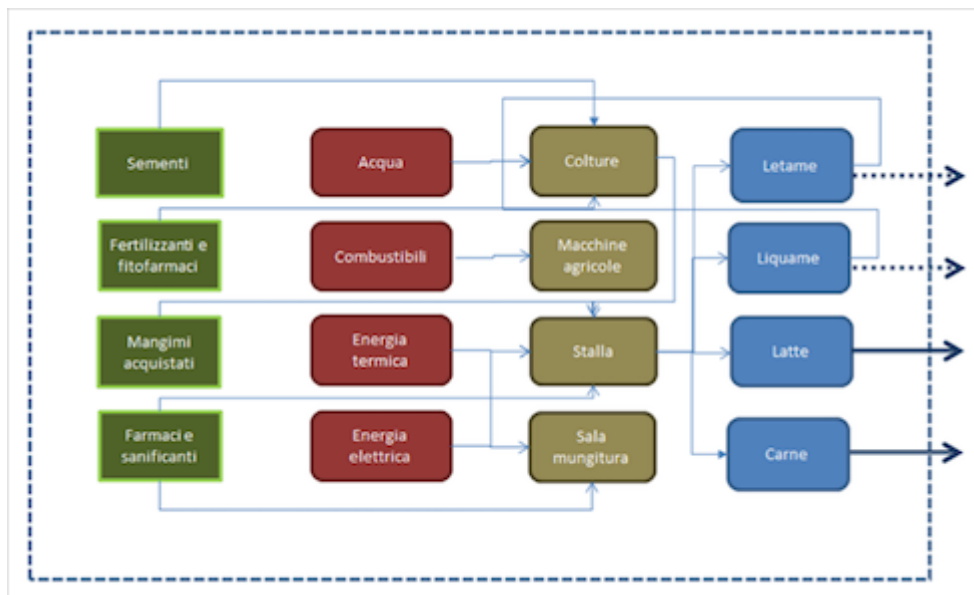 Sementi
Acqua
Colture
Letame
Fertilizzanti e
fitofarmaci
Combustibili
Macchine
agricole
Liquame
Mangimi
acquistati
Energia
termica
Stalla
Latte
Farmaci e
sanificanti
Energia
elettrica
Sala
mungitura
Carne